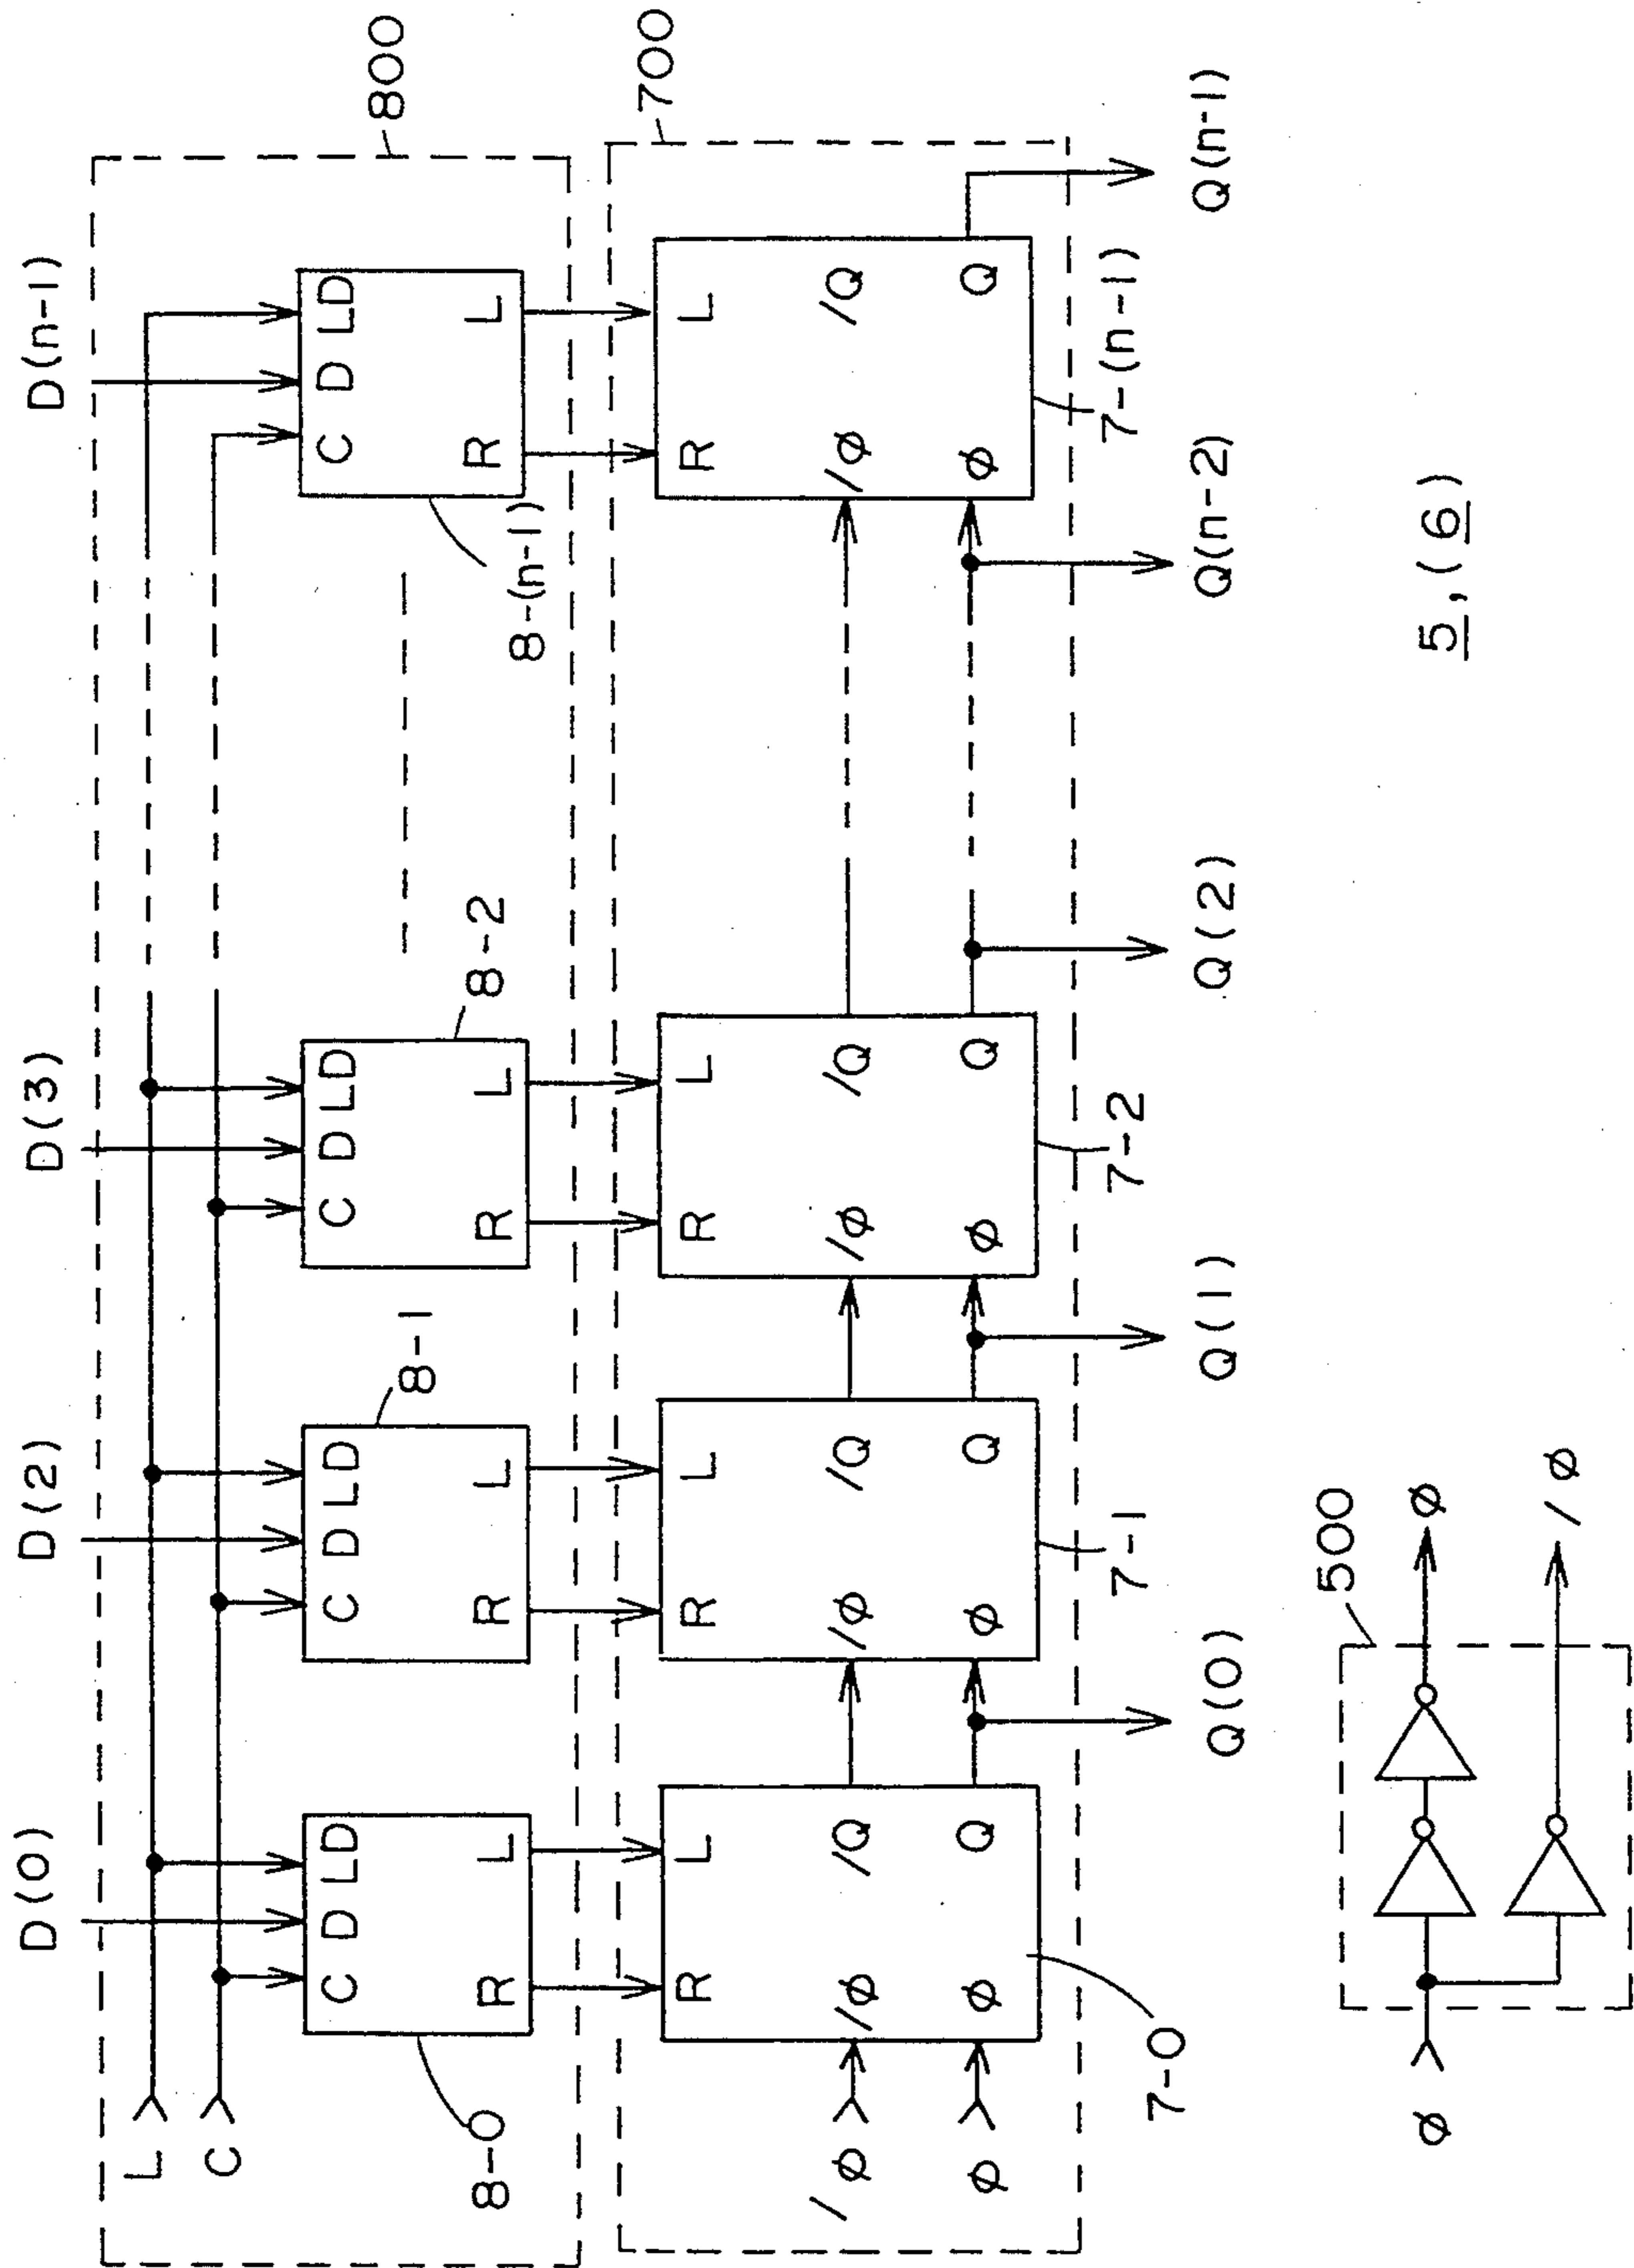 D(0) D(2) D(3) D(n-1)
L
C
800
C D LD C D LD C D LD C D LD
R L R L R L R L
8-0 8-1 8-2 8-(n-1)
700
R L R L R L R L
/φ /φ /Q /φ /Q /φ /Q /φ /Q
φ φ Q φ Q φ Q φ Q
7-0 7-1 7-2 7-(n-1)
Q(0) Q(1) Q(2) Q(n-2) Q(n-1)
500
φ φ
/φ
5,(6)